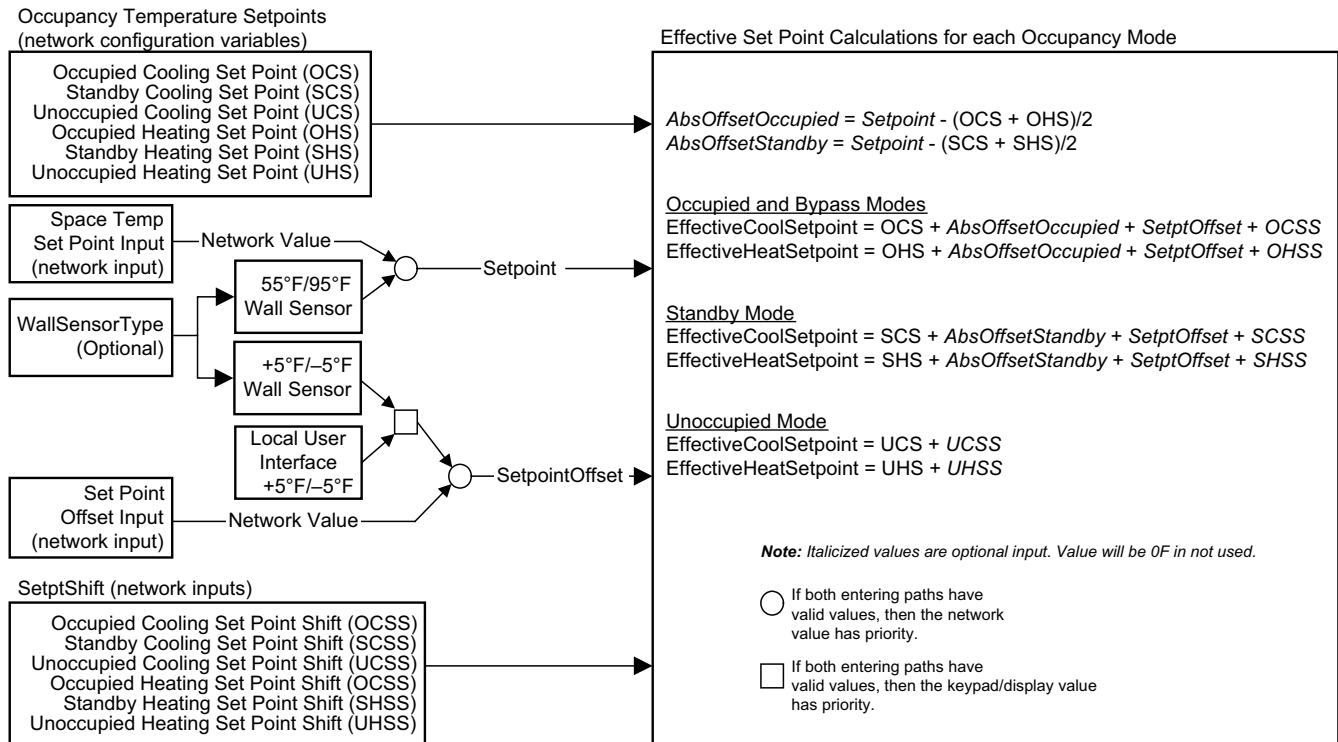 Occupancy Temperature Setpoints
(network configuration variables)
Occupied Cooling Set Point (OCS)
Standby Cooling Set Point (SCS)
Unoccupied Cooling Set Point (UCS)
Occupied Heating Set Point (OHS)
Standby Heating Set Point (SHS)
Unoccupied Heating Set Point (UHS)
Space Temp
Set Point Input
(network input)
Network Value
WallSensorType
(Optional)
55°F/95°F
Wall Sensor
Setpoint
+5°F/–5°F
Wall Sensor
Local User
Interface
+5°F/–5°F
SetpointOffset
Set Point
Offset Input
(network input)
Network Value
SetptShift (network inputs)
Occupied Cooling Set Point Shift (OCSS)
Standby Cooling Set Point Shift (SCSS)
Unoccupied Cooling Set Point Shift (UCSS)
Occupied Heating Set Point Shift (OCSS)
Standby Heating Set Point Shift (SHSS)
Unoccupied Heating Set Point Shift (UHSS)
Effective Set Point Calculations for each Occupancy Mode
AbsOffsetOccupied = Setpoint - (OCS + OHS)/2
AbsOffsetStandby = Setpoint - (SCS + SHS)/2
Occupied and Bypass Modes
EffectiveCoolSetpoint = OCS + AbsOffsetOccupied + SetptOffset + OCSS
EffectiveHeatSetpoint = OHS + AbsOffsetOccupied + SetptOffset + OHSS
Standby Mode
EffectiveCoolSetpoint = SCS + AbsOffsetStandby + SetptOffset + SCSS
EffectiveHeatSetpoint = SHS + AbsOffsetStandby + SetptOffset + SHSS
Unoccupied Mode
EffectiveCoolSetpoint = UCS + UCSS
EffectiveHeatSetpoint = UHS + UHSS
Note: Italicized values are optional input. Value will be 0F in not used.
If both entering paths have
valid values, then the network
value has priority.
If both entering paths have
valid values, then the keypad/display value
has priority.